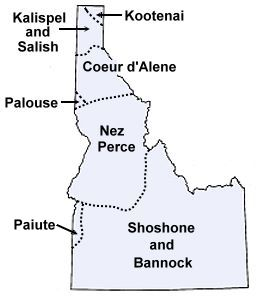 Kalispel
and
Salish
Kootenai
Coeur d'Alene
Palouse
Nez
Perce
Paiute
Shoshone
and
Bannock